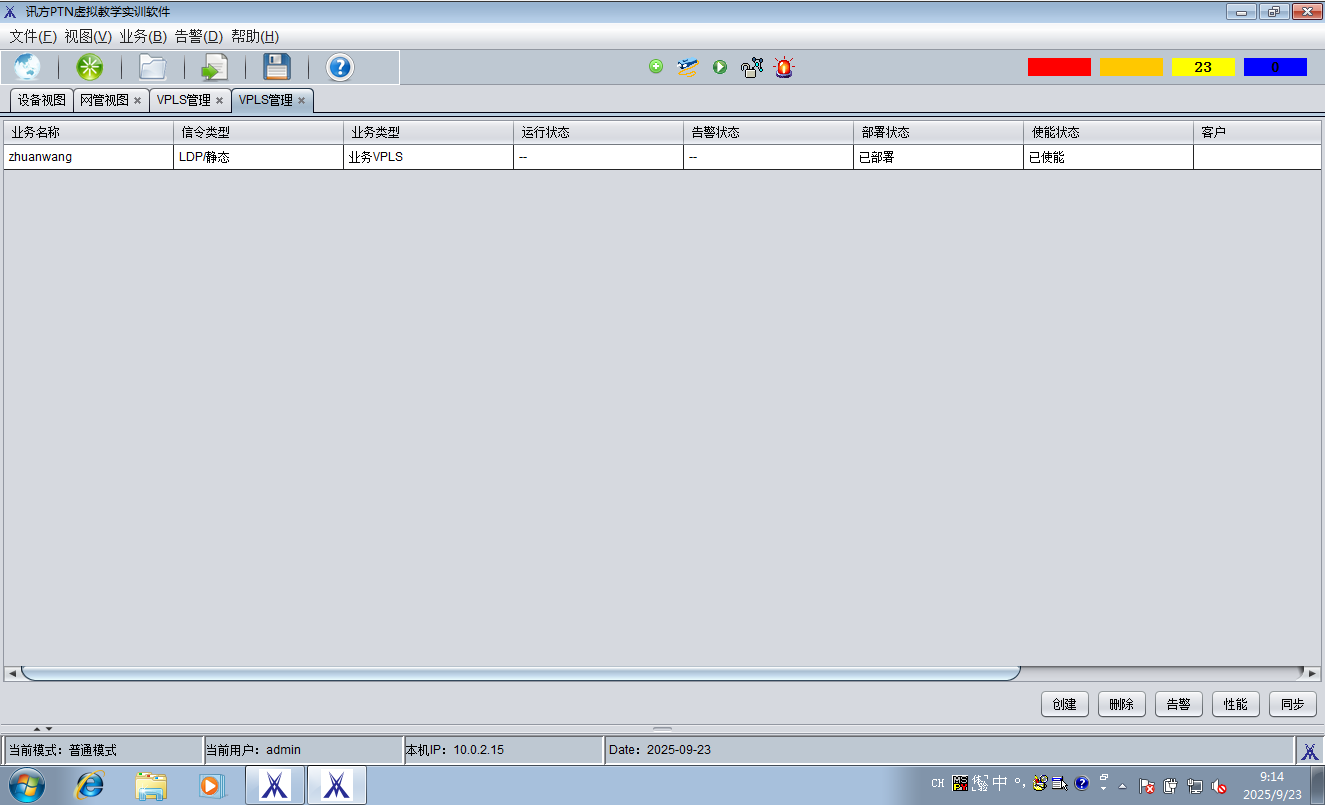 讯方PTN虚拟教学实训软件
文件(F) 视图(V) 业务(B) 告警(D) 帮助(H)
23 0
设备视图 网管视图 VPLS管理 VPLS管理
业务名称 信令类型 业务类型 运行状态 告警状态 部署状态 使能状态 客户
zhuanwang LDP/静态 业务VPLS -- -- 已部署 已使能
创建 删除 告警 性能 同步
当前模式：普通模式 当前用户：admin 本机IP：10.0.2.15 Date：2025-09-23
CH 中 °，
9:14
2025/9/23